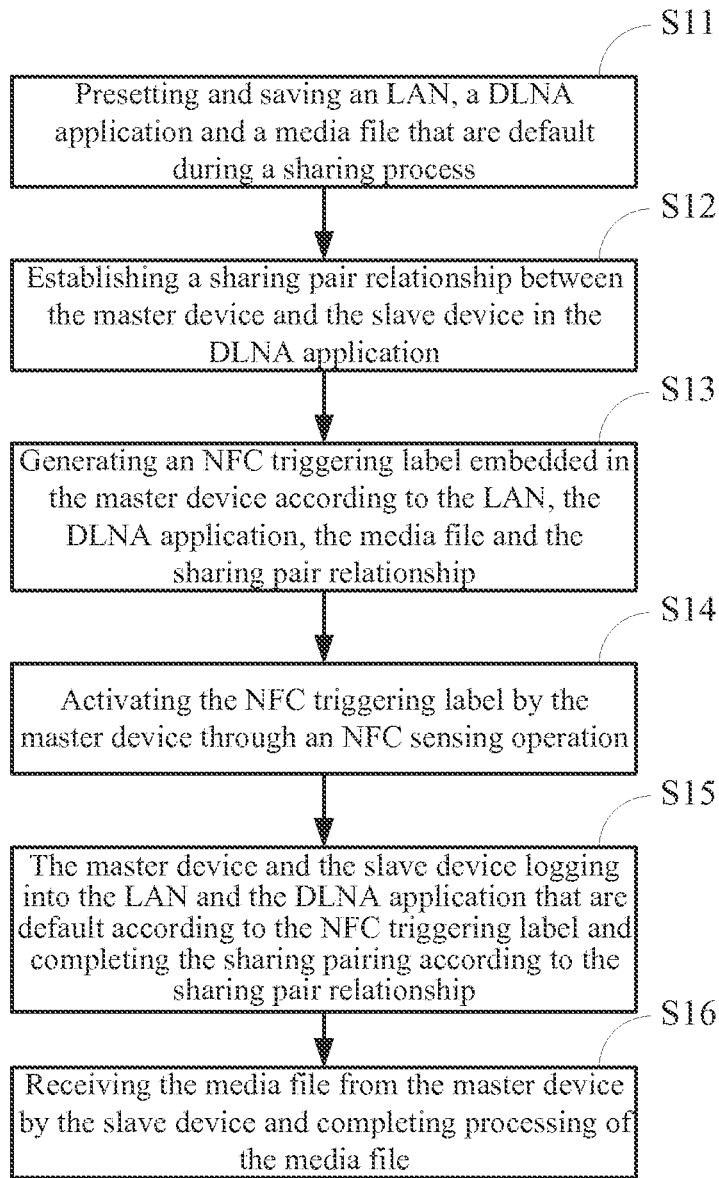 S11
Presetting and saving an LAN, a DLNA
application and a media file that are default
during a sharing process
S12
Establishing a sharing pair relationship between
the master device and the slave device in the
DLNA application
S13
Generating an NFC triggering label embedded in
the master device according to the LAN, the
DLNA application, the media file and the
sharing pair relationship
S14
Activating the NFC triggering label by the
master device through an NFC sensing operation
S15
The master device and the slave device logging
into the LAN and the DLNA application that are
default according to the NFC triggering label and
completing the sharing pairing according to the
sharing pair relationship
S16
Receiving the media file from the master device
by the slave device and completing processing of
the media file